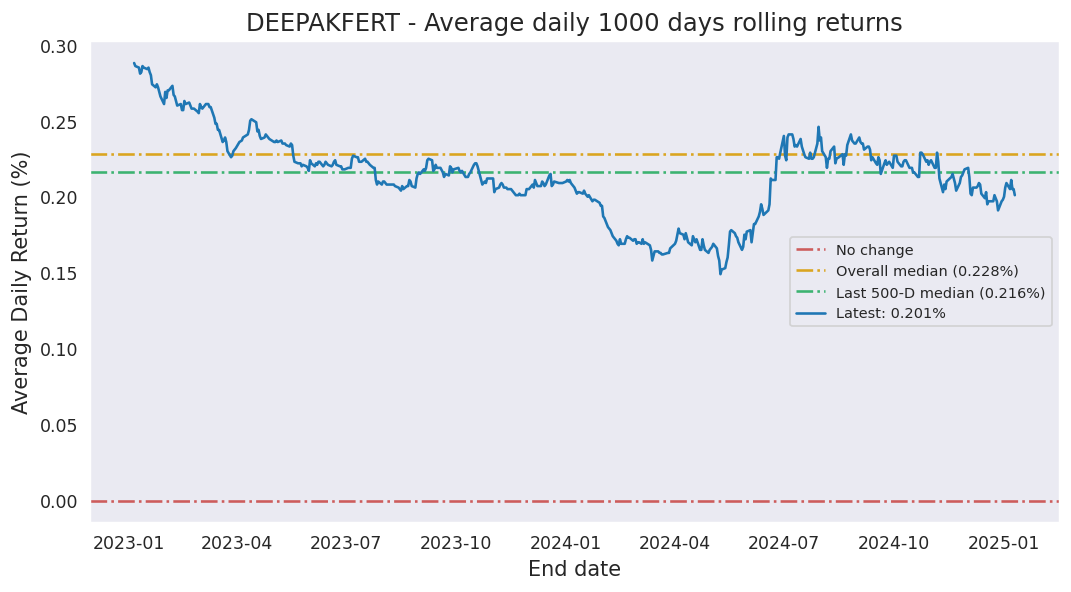 DEEPAKFERT - Average daily 1000 days rolling returns
Average Daily Return (%)
0.30
0.25
0.20
0.15
0.10
0.05
0.00
No change
Overall median (0.228%)
Last 500-D median (0.216%)
Latest: 0.201%
2023-01 2023-04 2023-07 2023-10 2024-01 2024-04 2024-07 2024-10 2025-01
End date